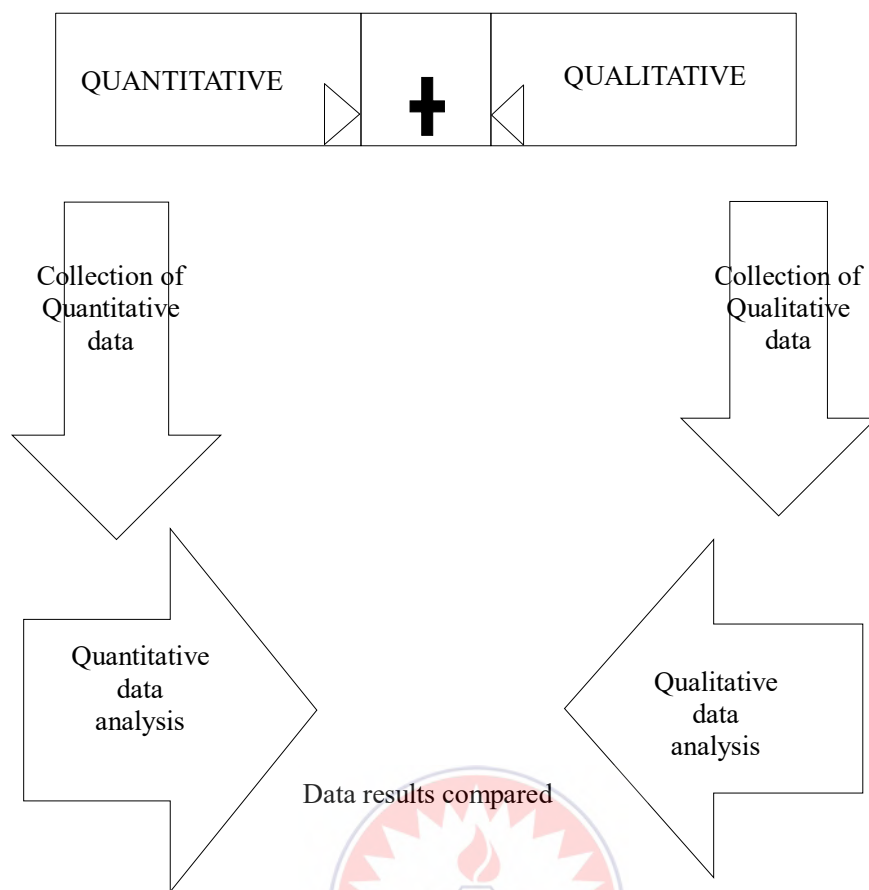 QUANTITATIVE
QUALITATIVE
Collection of
Quantitative
data
Collection of
Qualitative
data
Quantitative
data
analysis
Qualitative
data
analysis
Data results compared